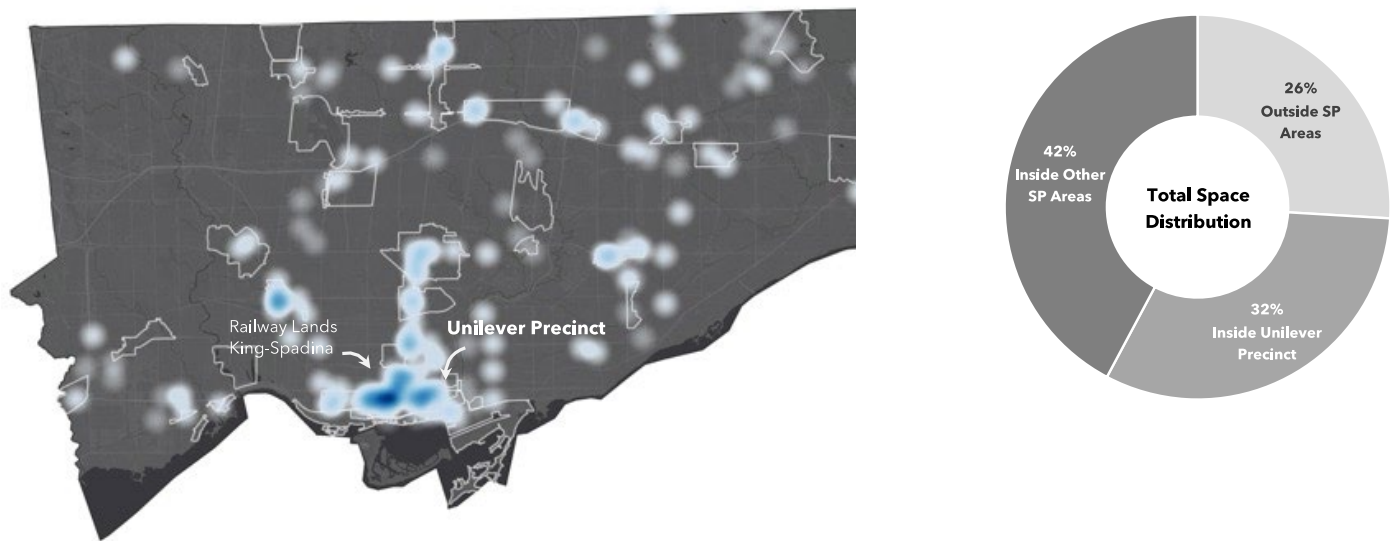 Railway Lands
King-Spadina
Unilever Precinct
26%
Outside SP
Areas
42%
Inside Other
SP Areas
Total Space
Distribution
32%
Inside Unilever
Precinct